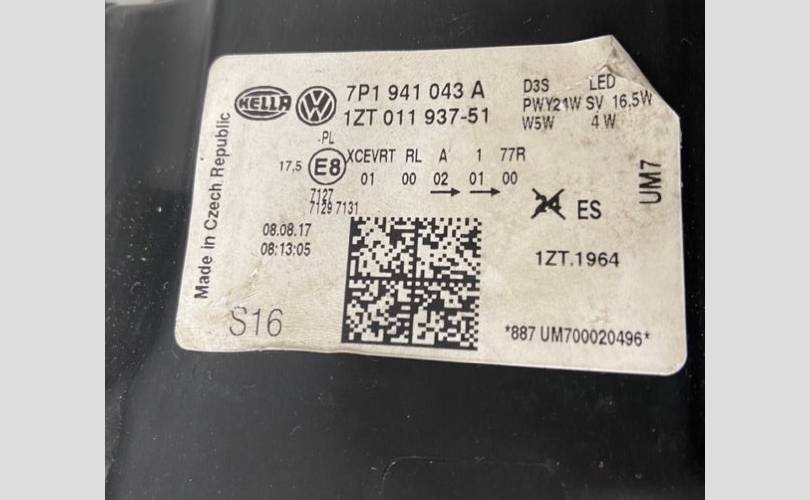 HELLA
7P1 941 043 A
1ZT 011 937-51
D3S LED
PWY21W SV 16,5W
W5W 4 W
.PL
17,5 E8 XCEVRT RL A 1 77R
01 00 02 01 00
7127
7129 7131
UM7
24 ES
08.08.17
08:13:05
1ZT.1964
S16
*887 UM700020496*
Made in Czech Republic